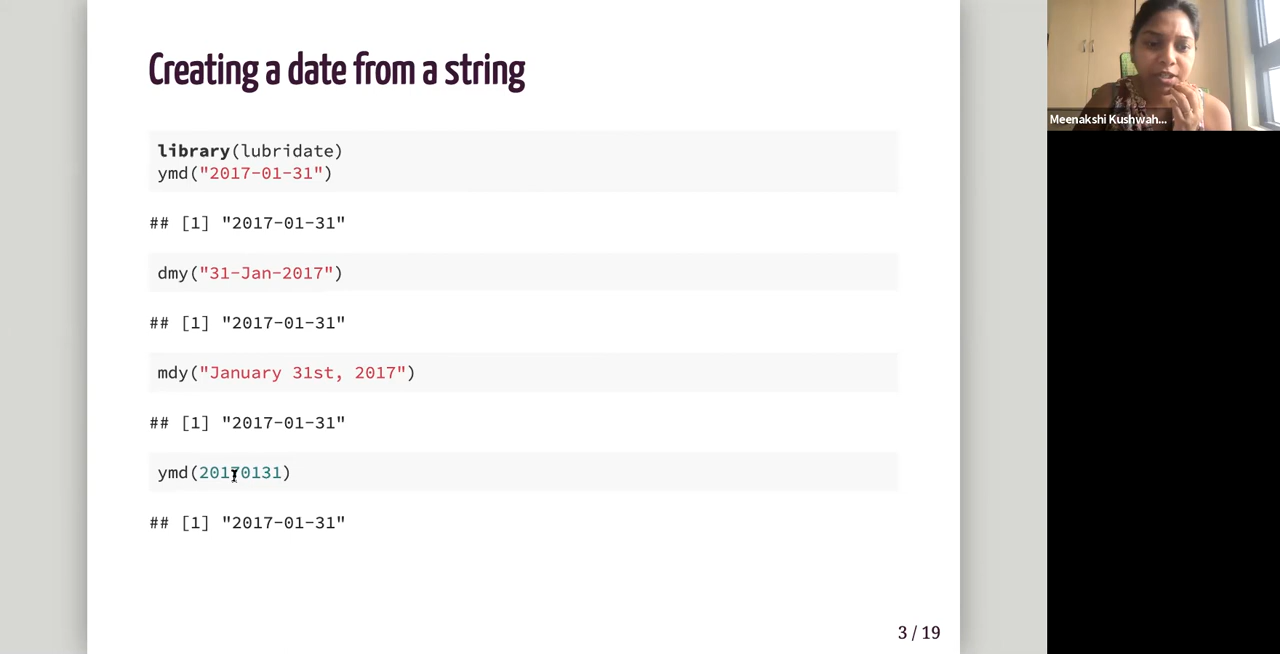 Creating a date from a string
library(lubridate)
ymd("2017-01-31")
## [1] "2017-01-31"
dmy("31-Jan-2017")
## [1] "2017-01-31"
mdy("January 31st, 2017")
## [1] "2017-01-31"
ymd(20170131)
## [1] "2017-01-31"
3 / 19
Meenakshi Kushwah...